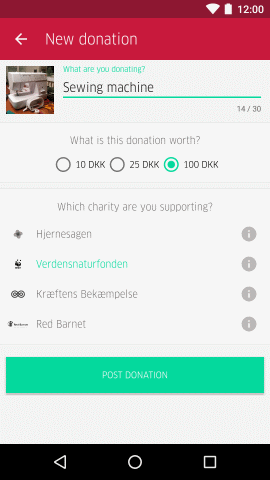 12:00
New donation
What are you donating?
Sewing machine
14 / 30
What is this donation worth?
10 DKK 25 DKK 100 DKK
Which charity are you supporting?
Hjernesagen
Verdensnaturfonden
Kræftens Bekæmpelse
Red Barnet
POST DONATION